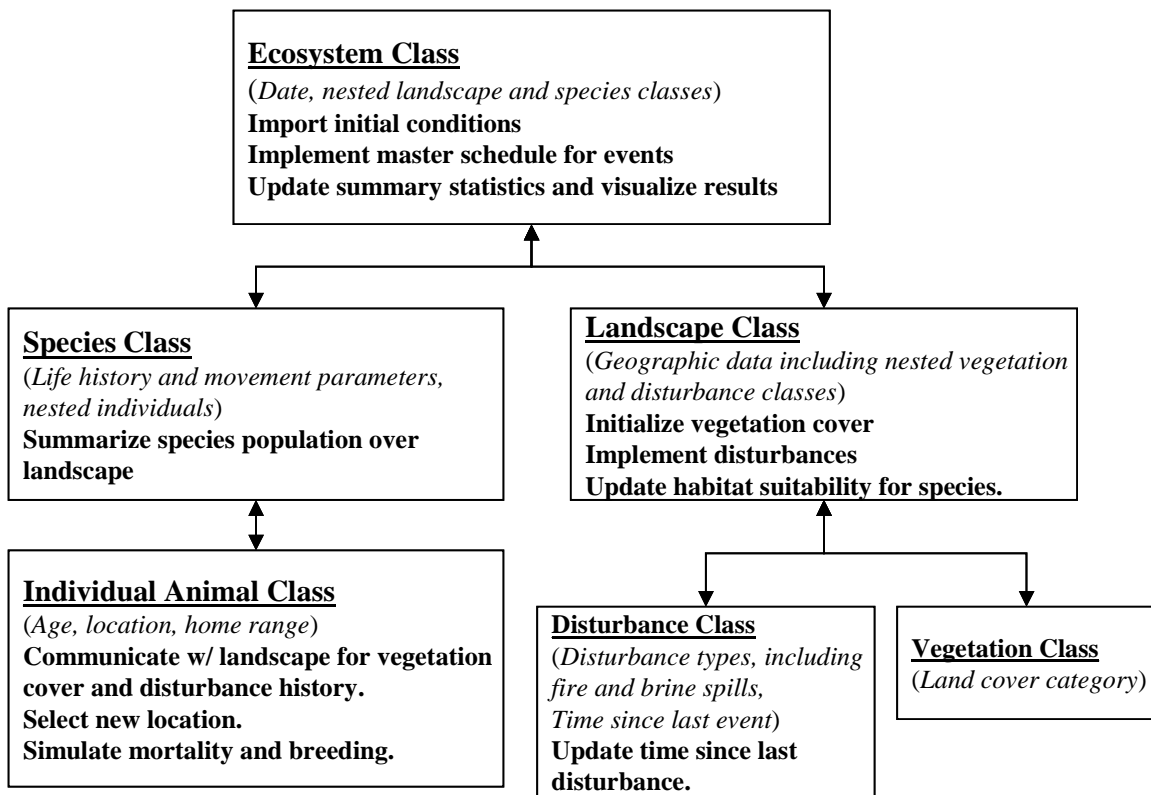 Ecosystem Class
(Date, nested landscape and species classes)
Import initial conditions
Implement master schedule for events
Update summary statistics and visualize results
Species Class
(Life history and movement parameters,
nested individuals)
Summarize species population over
landscape
Landscape Class
(Geographic data including nested vegetation
and disturbance classes)
Initialize vegetation cover
Implement disturbances
Update habitat suitability for species.
Individual Animal Class
(Age, location, home range)
Communicate w/ landscape for vegetation
cover and disturbance history.
Select new location.
Simulate mortality and breeding.
Disturbance Class
(Disturbance types, including
fire and brine spills,
Time since last event)
Update time since last
disturbance.
Vegetation Class
(Land cover category)